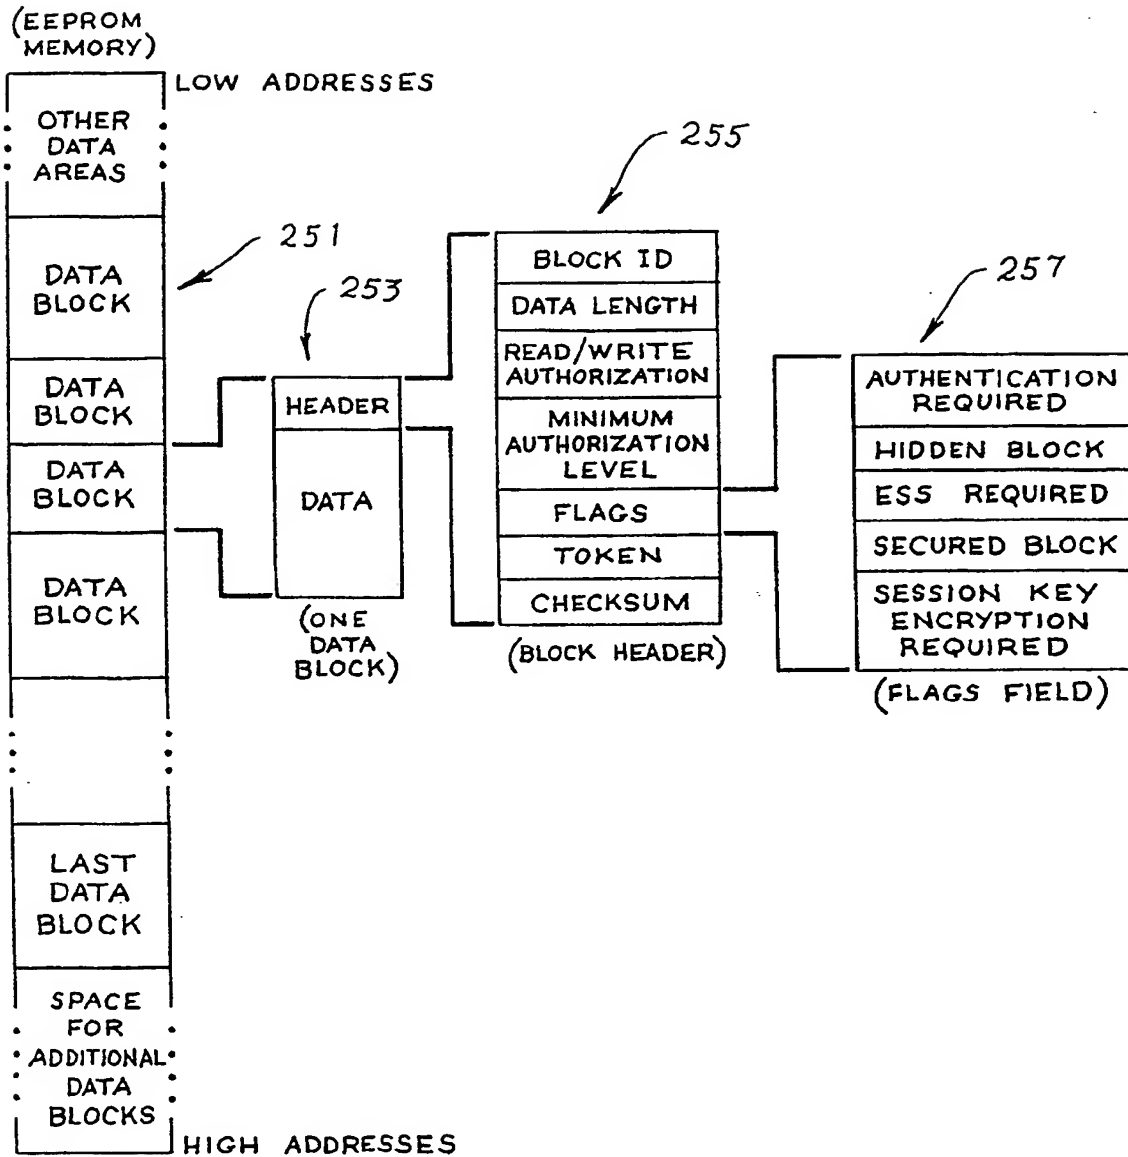 (EEPROM
MEMORY)
LOW ADDRESSES
OTHER
DATA
AREAS
DATA
BLOCK
251
DATA
BLOCK
DATA
BLOCK
DATA
BLOCK
LAST
DATA
BLOCK
SPACE
FOR
ADDITIONAL
DATA
BLOCKS
HIGH ADDRESSES
253
HEADER
DATA
(ONE
DATA
BLOCK)
255
BLOCK ID
DATA LENGTH
READ/WRITE
AUTHORIZATION
MINIMUM
AUTHORIZATION
LEVEL
FLAGS
TOKEN
CHECKSUM
(BLOCK HEADER)
257
AUTHENTICATION
REQUIRED
HIDDEN BLOCK
ESS REQUIRED
SECURED BLOCK
SESSION KEY
ENCRYPTION
REQUIRED
(FLAGS FIELD)